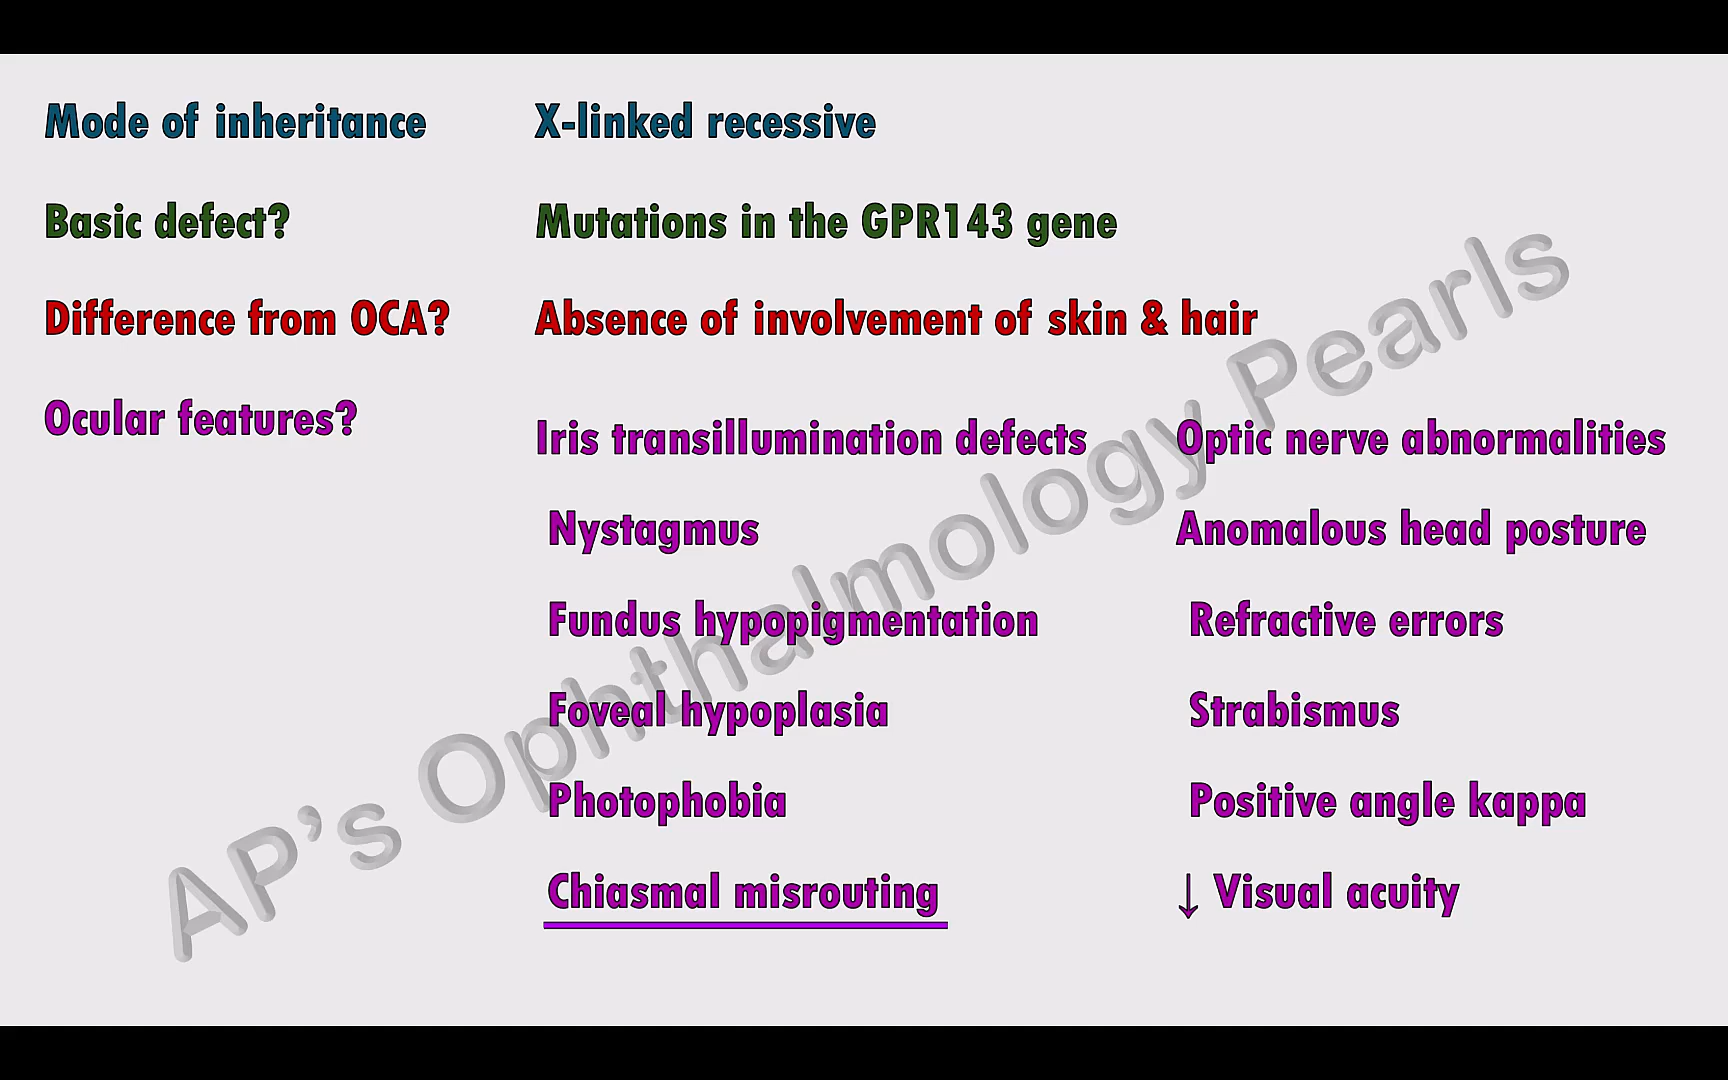 Mode of inheritance X-linked recessive
Basic defect? Mutations in the GPR143 gene
Difference from OCA? Absence of involvement of skin & hair
Ocular features?
Iris transillumination defects Optic nerve abnormalities
Nystagmus Anomalous head posture
Fundus hypopigmentation Refractive errors
Foveal hypoplasia Strabismus
Photophobia Positive angle kappa
Chiasmal misrouting ↓ Visual acuity
AP's Ophthalmology Pearls